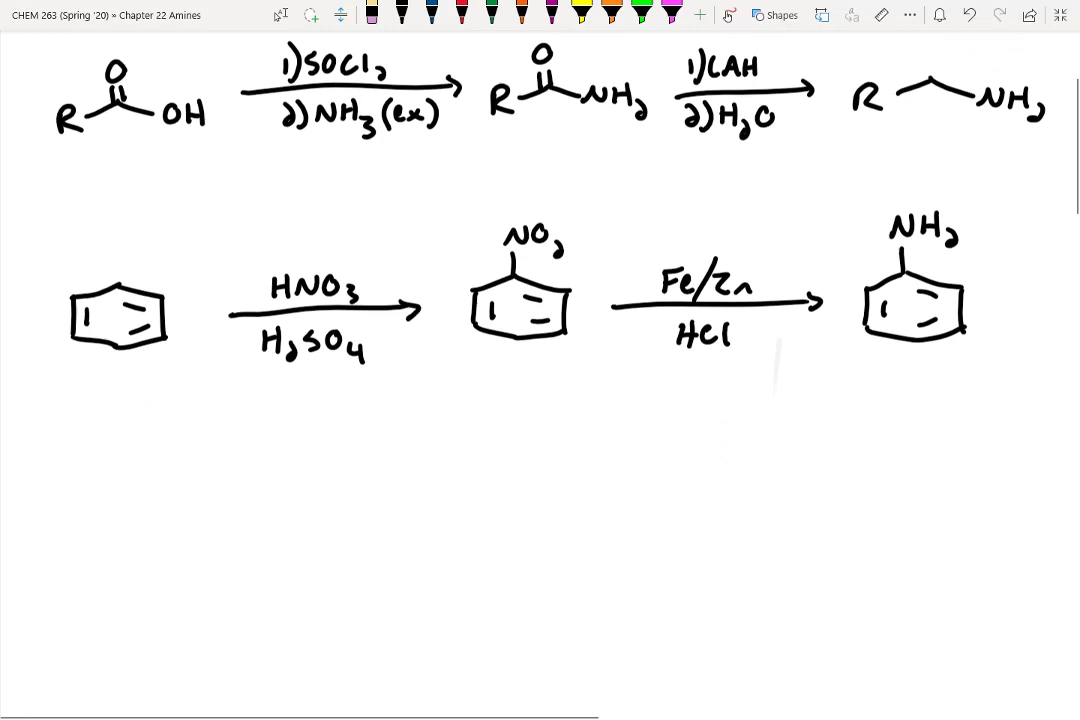 CHEM 263 (Spring '20) » Chapter 22 Amines
Shapes
O
R OH
1) SOCl2
2) NH3 (ex)
O
R NH2
1) LAH
2) H2O
R NH2
HNO3
H2SO4
NO2
Fe/Zn
HCl
NH2